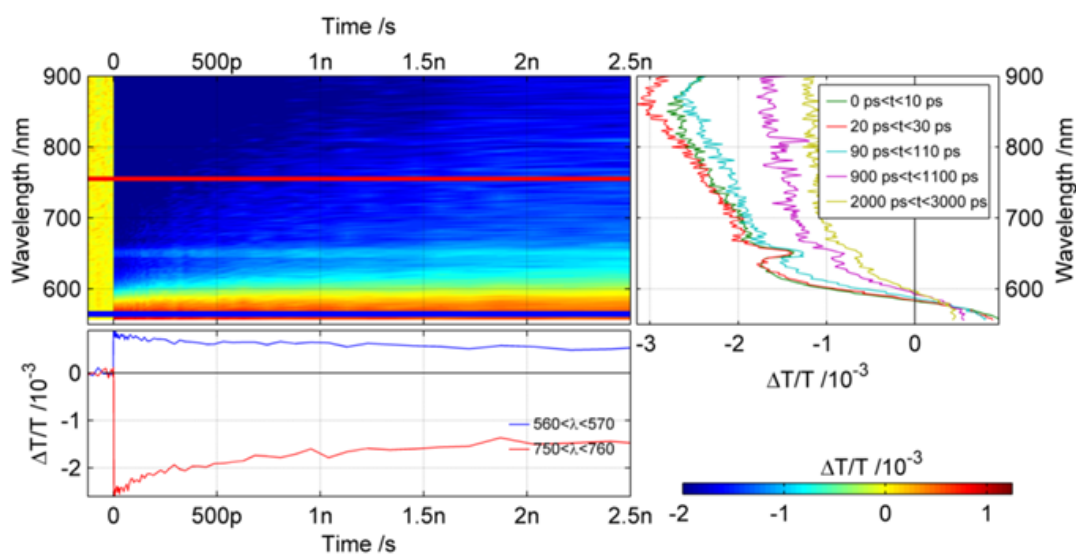 Time /s
0 500p 1n 1.5n 2n 2.5n
900
800
700
600
Wavelength /nm
0 ps<t<10 ps
20 ps<t<30 ps
90 ps<t<110 ps
900 ps<t<1100 ps
2000 ps<t<3000 ps
900
800
700
600
Wavelength /nm
-3 -2 -1 0
ΔT/T /10⁻³
0
-1
-2
ΔT/T /10⁻³
560<λ<570
750<λ<760
0 500p 1n 1.5n 2n 2.5n
Time /s
ΔT/T /10⁻³
-2 -1 0 1